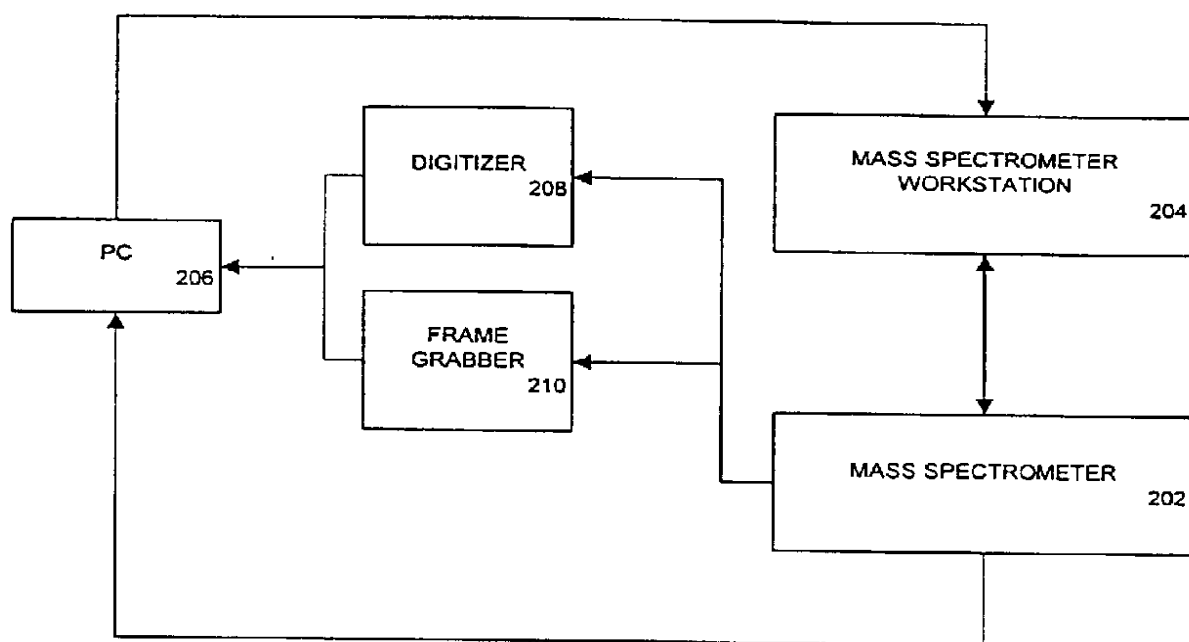 DIGITIZER
208
MASS SPECTROMETER
WORKSTATION
204
PC
206
FRAME
GRABBER
210
MASS SPECTROMETER
202